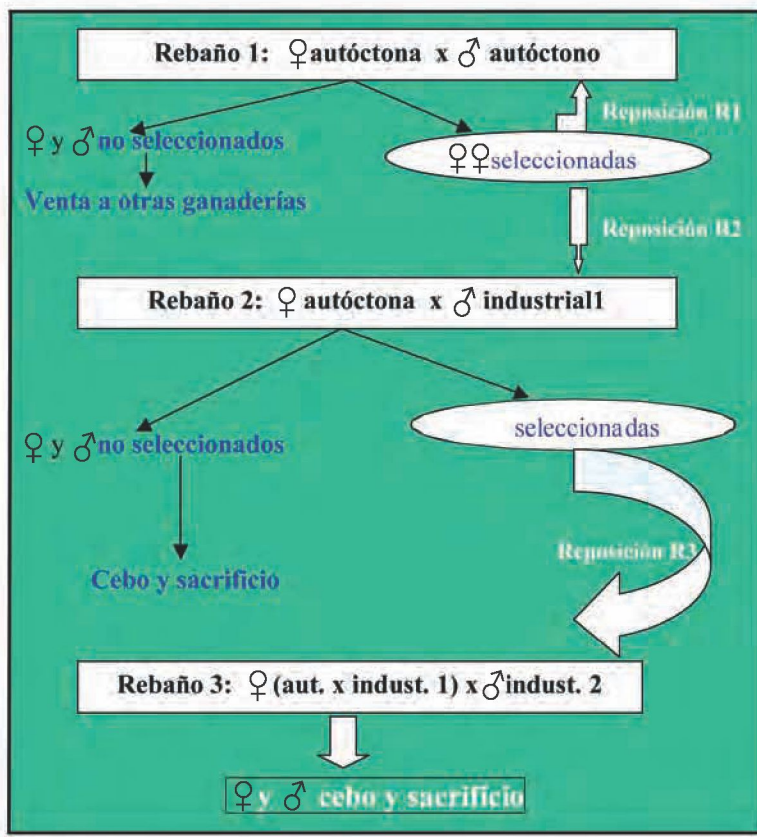 Rebaño 1: ♀autóctona x ♂ autóctono
Reposición R1
♀ y ♂no seleccionados
♀♀seleccionadas
Venta a otras ganaderías
Reposición R2
Rebaño 2: ♀ autóctona x ♂ industrial1
seleccionadas
♀ y ♂no seleccionados
Reposición R3
Cebo y sacrificio
Rebaño 3: ♀(aut. x indust. 1) x♂indust. 2
♀y ♂ cebo y sacrificio